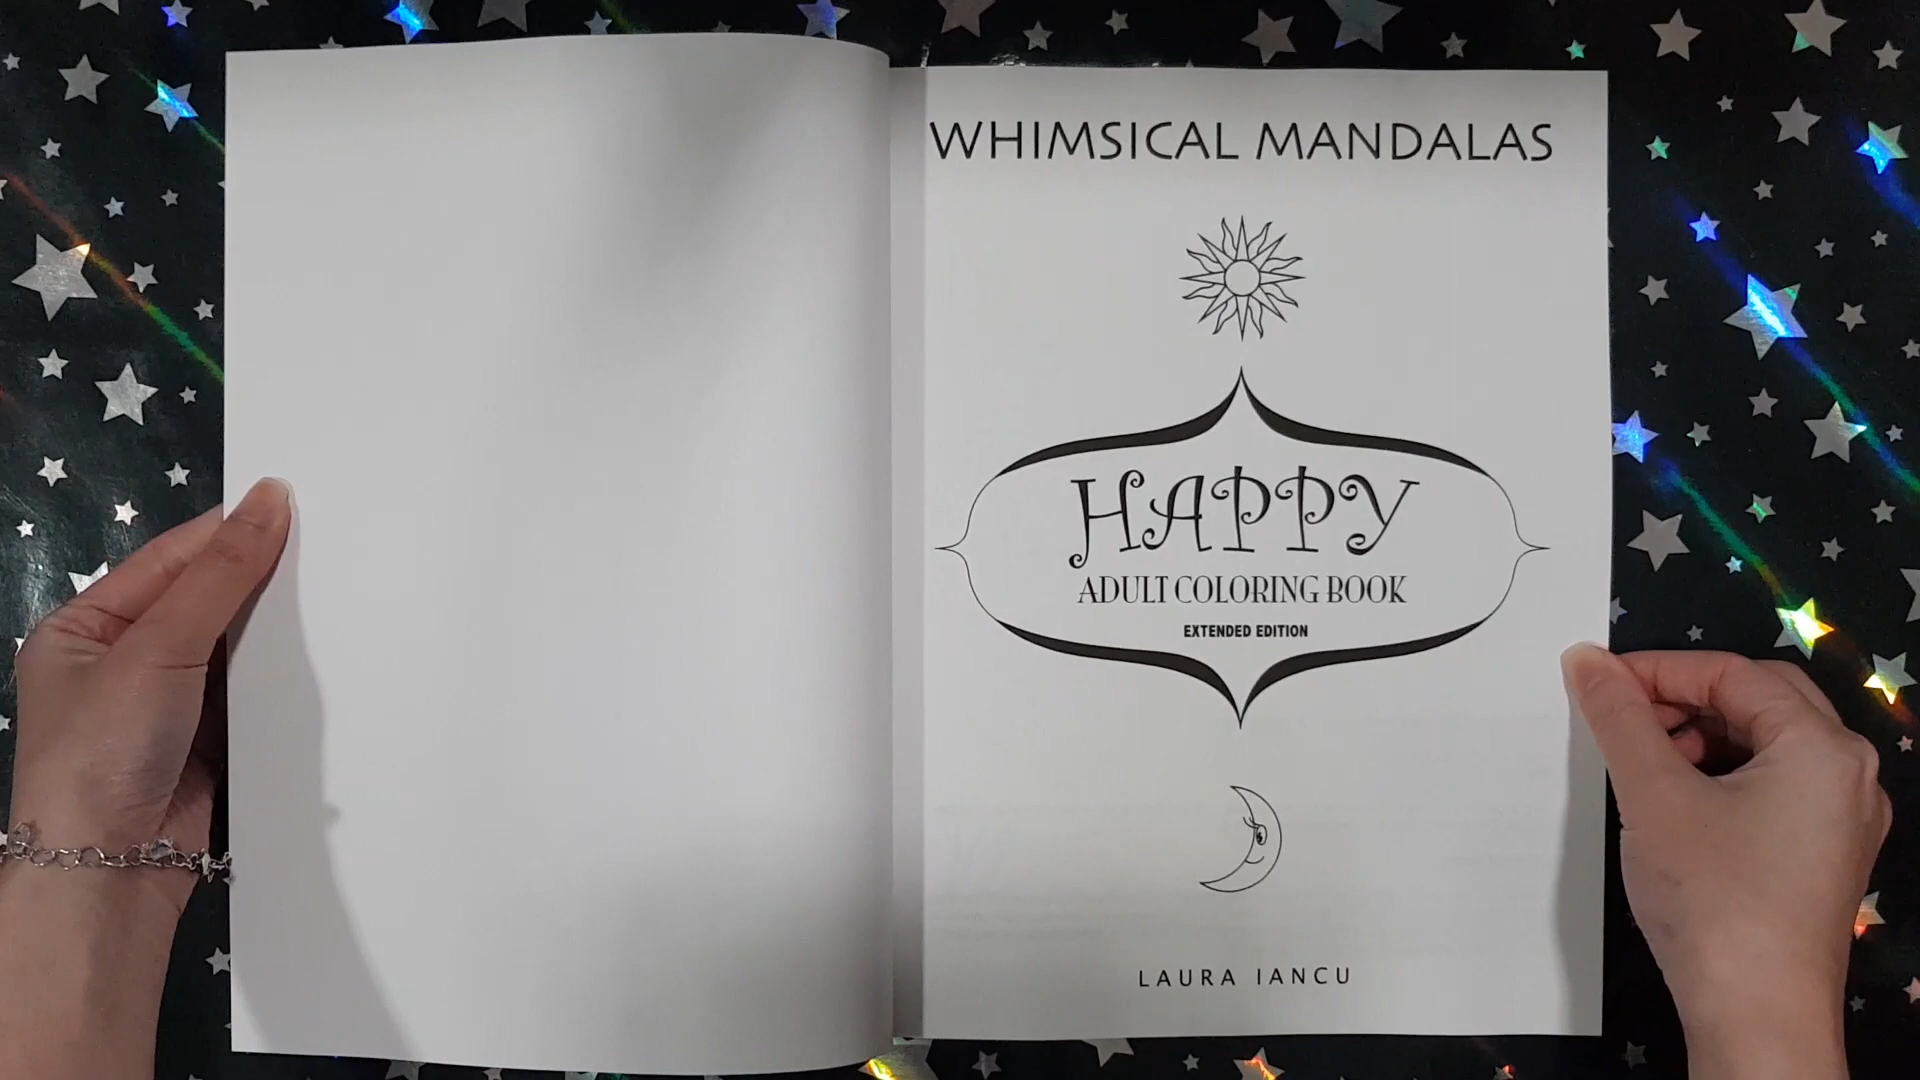 WHIMSICAL MANDALAS
HAPPY
ADULT COLORING BOOK
EXTENDED EDITION
LAURA IANCU